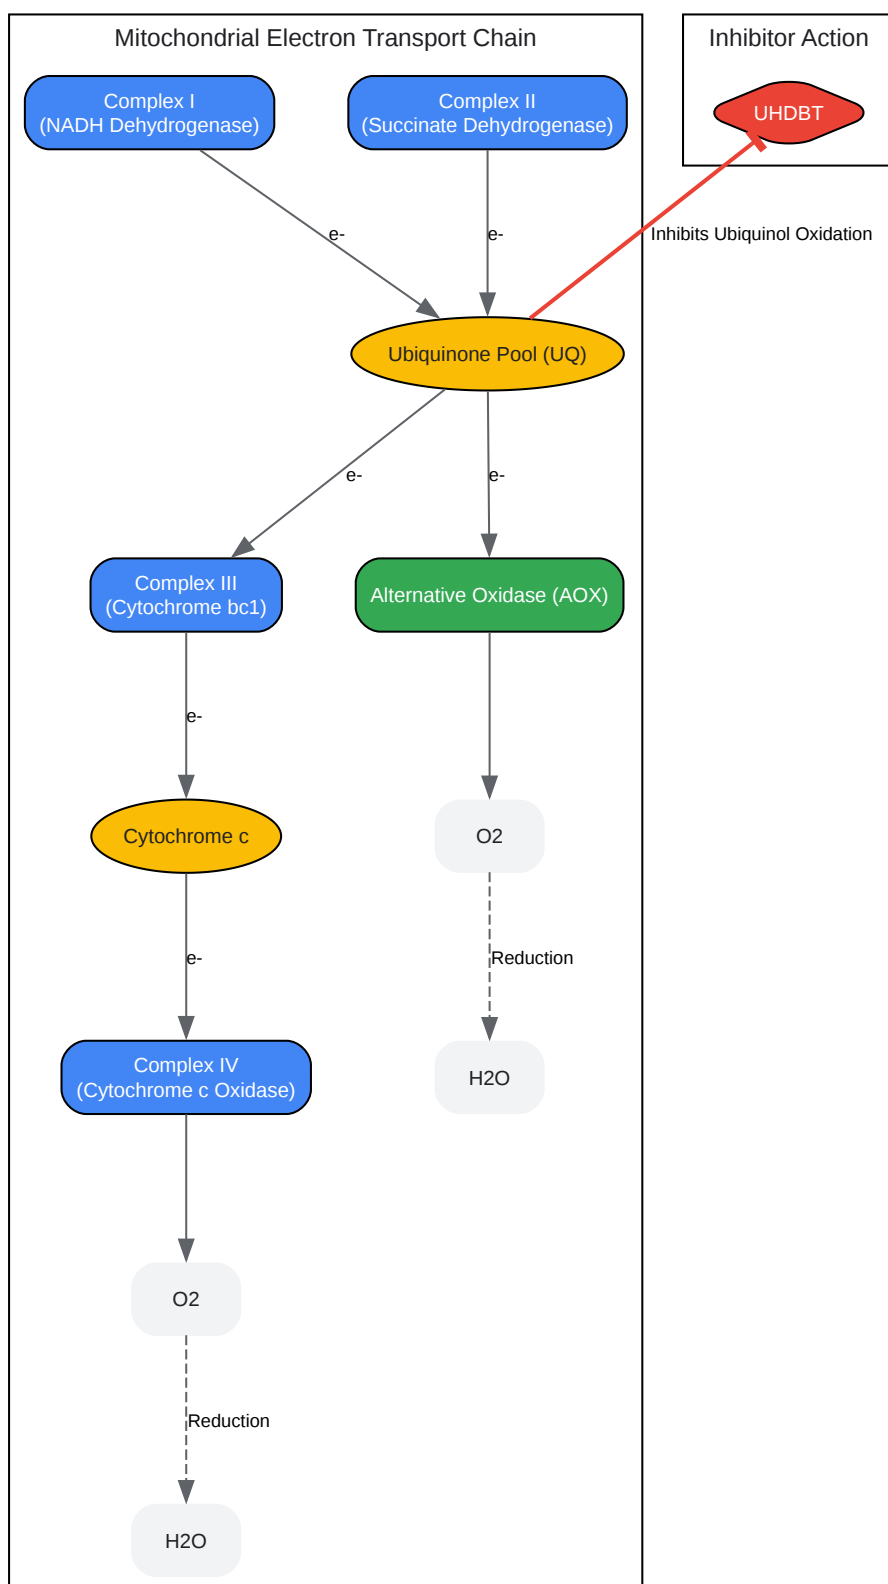 Mitochondrial Electron Transport Chain
Inhibitor Action
Complex I
(NADH Dehydrogenase)
Complex II
(Succinate Dehydrogenase)
UHDBT
e-
e-
Inhibits Ubiquinol Oxidation
Ubiquinone Pool (UQ)
e-
e-
Complex III
(Cytochrome bc1)
Alternative Oxidase (AOX)
e-
Cytochrome c
O2
e-
Reduction
Complex IV
(Cytochrome c Oxidase)
H2O
O2
Reduction
H2O